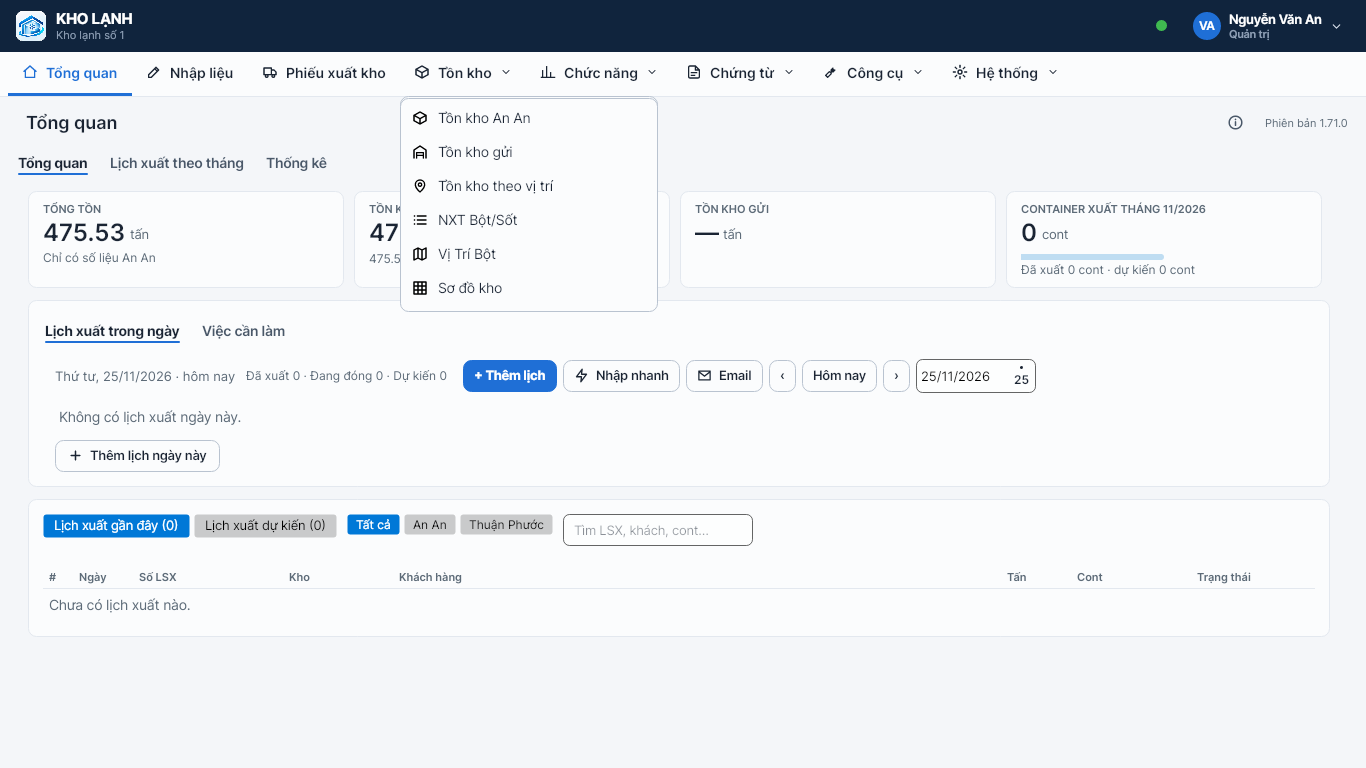 KHO LẠNH
Kho lạnh số 1
VA
Nguyễn Văn An
Quản trị
Tổng quan
Nhập liệu
Phiếu xuất kho
Tồn kho
Chức năng
Chứng từ
Công cụ
Hệ thống
Tổng quan
Phiên bản 1.71.0
Tồn kho An An
Tồn kho gửi
Tồn kho theo vị trí
NXT Bột/Sốt
Vị Trí Bột
Sơ đồ kho
Tổng quan
Lịch xuất theo tháng
Thống kê
TỔNG TỒN
475.53 tấn
Chỉ có số liệu An An
TỒN K
47
475.5
TỒN KHO GỬI
— tấn
CONTAINER XUẤT THÁNG 11/2026
0 cont
Đã xuất 0 cont · dự kiến 0 cont
Lịch xuất trong ngày
Việc cần làm
Thứ tư, 25/11/2026 · hôm nay
Đã xuất 0 · Đang đóng 0 · Dự kiến 0
+ Thêm lịch
Nhập nhanh
Email
‹
Hôm nay
›
25/11/2026
25
Không có lịch xuất ngày này.
Thêm lịch ngày này
Lịch xuất gần đây (0)
Lịch xuất dự kiến (0)
Tất cả
An An
Thuận Phước
Tìm LSX, khách, cont...
# Ngày Số LSX Kho Khách hàng Tấn Cont Trạng thái
Chưa có lịch xuất nào.